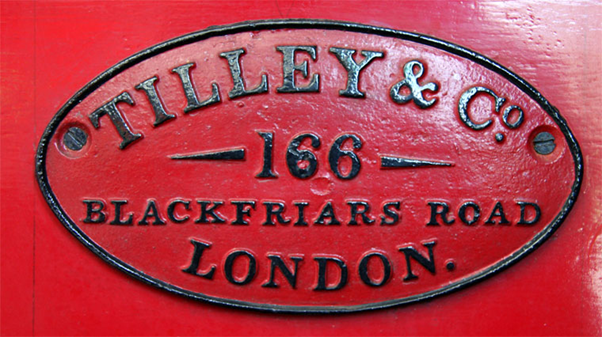 TILLEY & Co
166
BLACKFRIARS ROAD
LONDON.